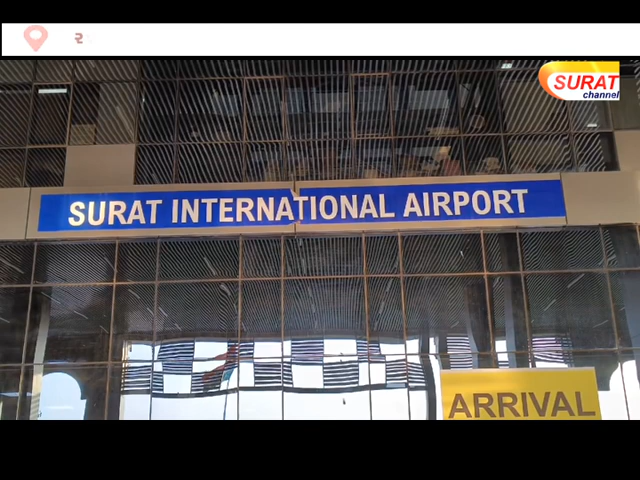 ર
SURAT
channel
SURAT INTERNATIONAL AIRPORT
ARRIVAL